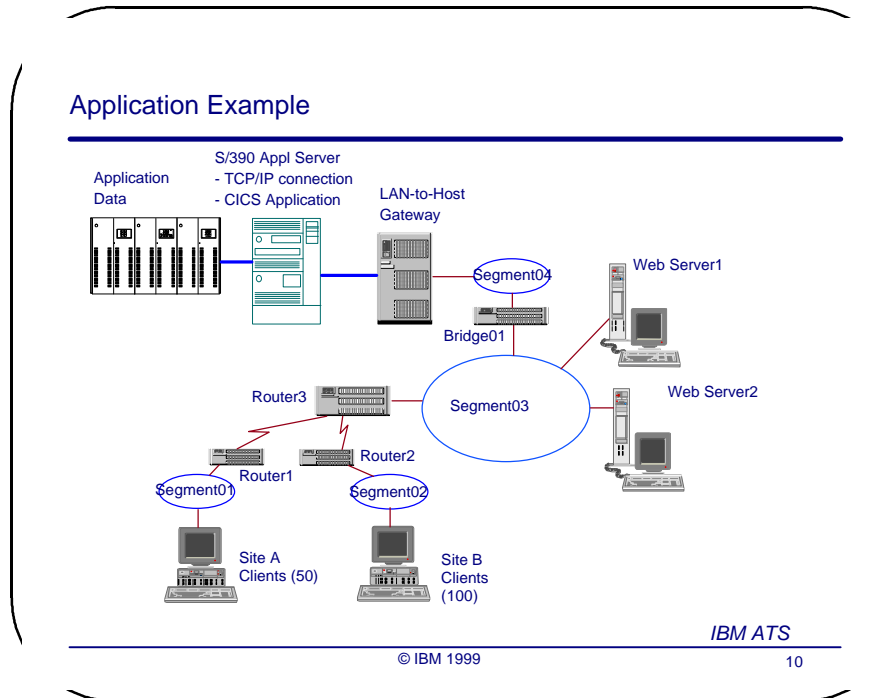 Application Example
Application
Data
S/390 Appl Server
- TCP/IP connection
- CICS Application
LAN-to-Host
Gateway
Segment04
Web Server1
Bridge01
Router3
Segment03
Web Server2
Router2
Router1
Segment01
Segment02
Site A
Clients (50)
Site B
Clients
(100)
IBM ATS
© IBM 1999
10